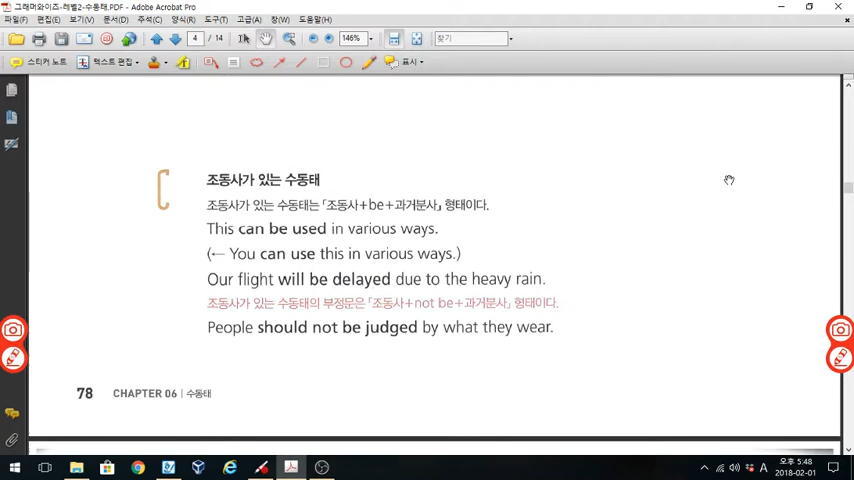 그래머와이즈-레벨2-수동태.PDF - Adobe Acrobat Pro
파일(F) 편집(E) 보기(V) 문서(D) 주석(C) 양식(R) 도구(T) 고급(A) 창(W) 도움말(H)
4 / 14 146% 찾기
스티커 노트 텍스트 편집 표시
C
조동사가 있는 수동태
조동사가 있는 수동태는 「조동사+be+과거분사」 형태이다.
This can be used in various ways.
(← You can use this in various ways.)
Our flight will be delayed due to the heavy rain.
조동사가 있는 수동태의 부정문은 「조동사+not be+과거분사」 형태이다.
People should not be judged by what they wear.
78 CHAPTER 06 | 수동태
A 오후 5:48
2018-02-01